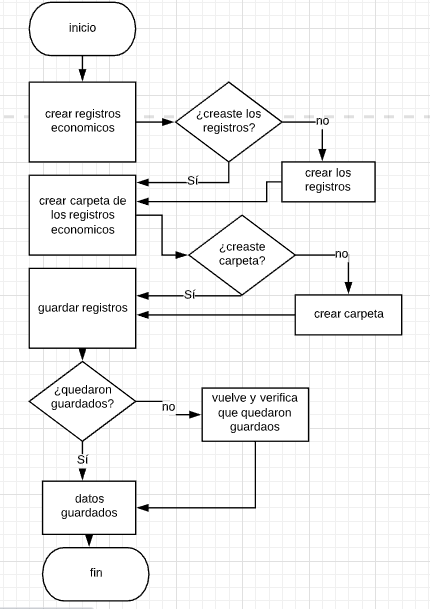 inicio
crear registros
economicos
¿creaste los
registros?
no
crear los
registros
Sí
crear carpeta de
los registros
economicos
¿creaste
carpeta?
no
crear carpeta
Sí
guardar registros
¿quedaron
guardados?
no
vuelve y verifica
que quedaron
guardaos
Sí
datos
guardados
fin